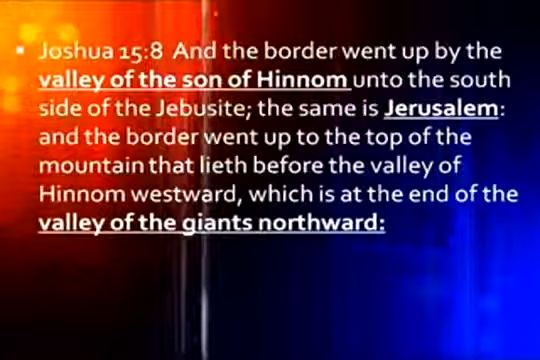 Joshua 15:8 And the border went up by the
valley of the son of Hinnom unto the south
side of the Jebusite; the same is Jerusalem:
and the border went up to the top of the
mountain that lieth before the valley of
Hinnom westward, which is at the end of the
valley of the giants northward: